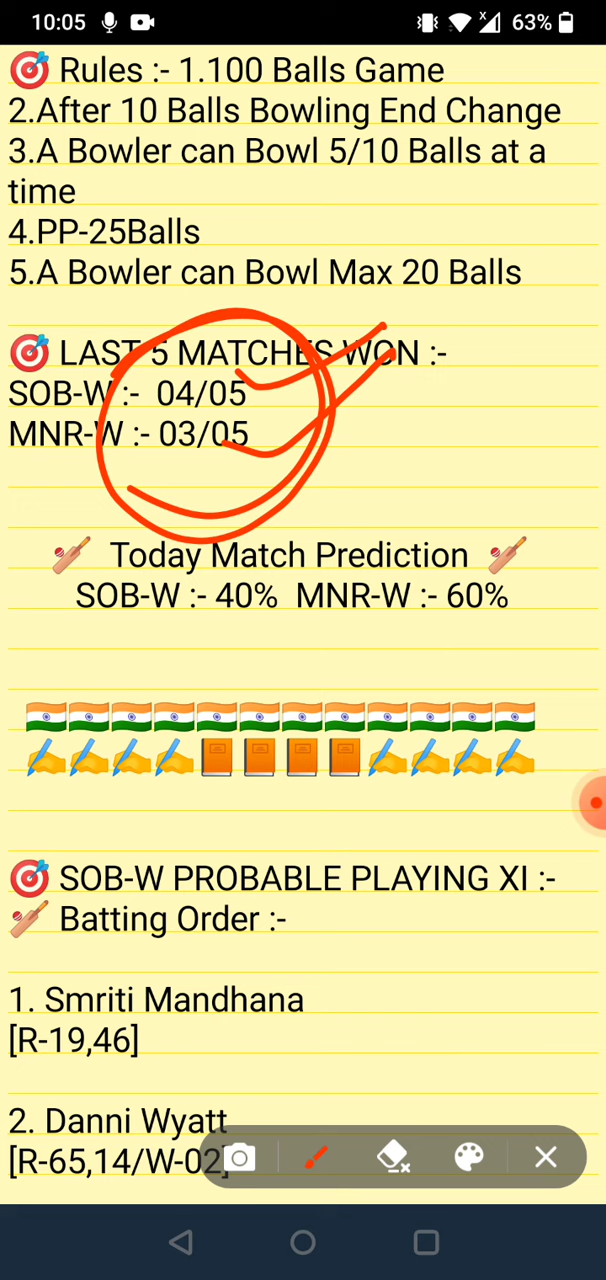 10:05 63%
Rules :- 1.100 Balls Game
2.After 10 Balls Bowling End Change
3.A Bowler can Bowl 5/10 Balls at a
time
4.PP-25Balls
5.A Bowler can Bowl Max 20 Balls
LAST 5 MATCHES WON :-
SOB-W :- 04/05
MNR-W :- 03/05
Today Match Prediction
SOB-W :- 40% MNR-W :- 60%
SOB-W PROBABLE PLAYING XI :-
Batting Order :-
1. Smriti Mandhana
[R-19,46]
2. Danni Wyatt
[R-65,14/W-02]